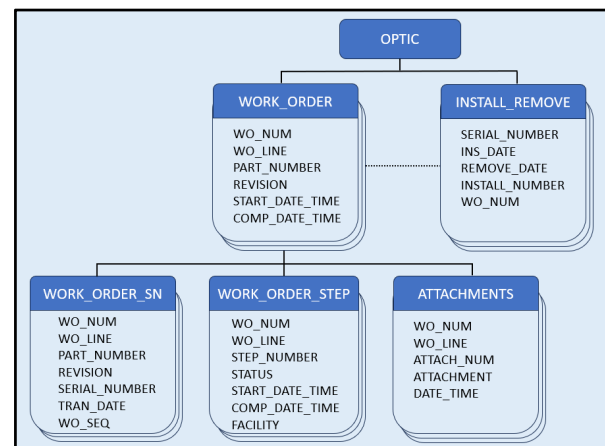 OPTIC
WORK_ORDER
WO_NUM
WO_LINE
PART_NUMBER
REVISION
START_DATE_TIME
COMP_DATE_TIME
INSTALL_REMOVE
SERIAL_NUMBER
INS_DATE
REMOVE_DATE
INSTALL_NUMBER
WO_NUM
WORK_ORDER_SN
WO_NUM
WO_LINE
PART_NUMBER
REVISION
SERIAL_NUMBER
TRAN_DATE
WO_SEQ
WORK_ORDER_STEP
WO_NUM
WO_LINE
STEP_NUMBER
STATUS
START_DATE_TIME
COMP_DATE_TIME
FACILITY
ATTACHMENTS
WO_NUM
WO_LINE
ATTACH_NUM
ATTACHMENT
DATE_TIME